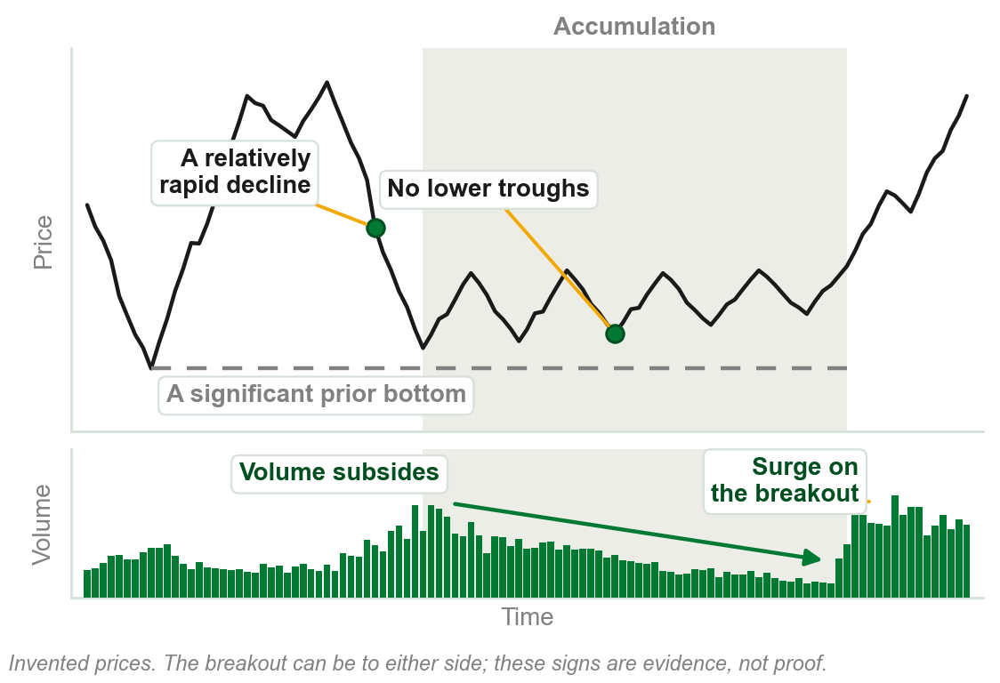 Accumulation
A relatively
rapid decline
No lower troughs
Price
A significant prior bottom
Volume subsides
Surge on
the breakout
Volume
Time
Invented prices. The breakout can be to either side; these signs are evidence, not proof.